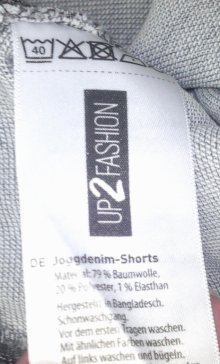 40
UP2FASHION
DE Joggdenim-Shorts
Material: 79 % Baumwolle,
20 % Polyester, 1 % Elasthan
Hergestellt in Bangladesch.
Schonwaschgang.
Vor dem ersten Tragen waschen.
Mit ähnlichen Farben waschen.
Auf links waschen und bügeln.